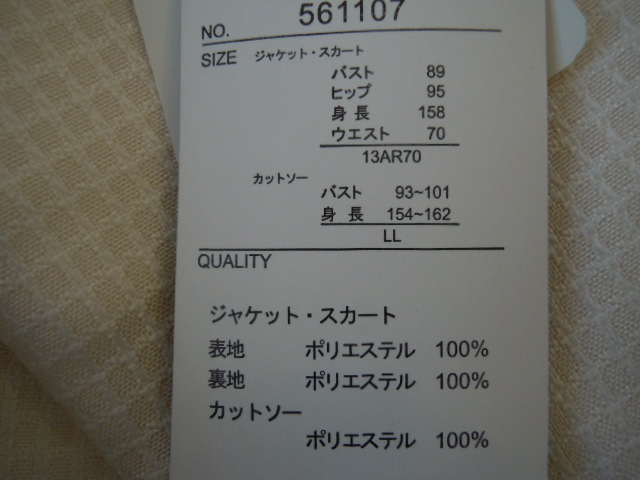 NO. 561107
SIZE ジャケット・スカート
バスト 89
ヒップ 95
身長 158
ウエスト 70
13AR70
カットソー
バスト 93~101
身長 154~162
LL
QUALITY
ジャケット・スカート
表地 ポリエステル 100%
裏地 ポリエステル 100%
カットソー
ポリエステル 100%